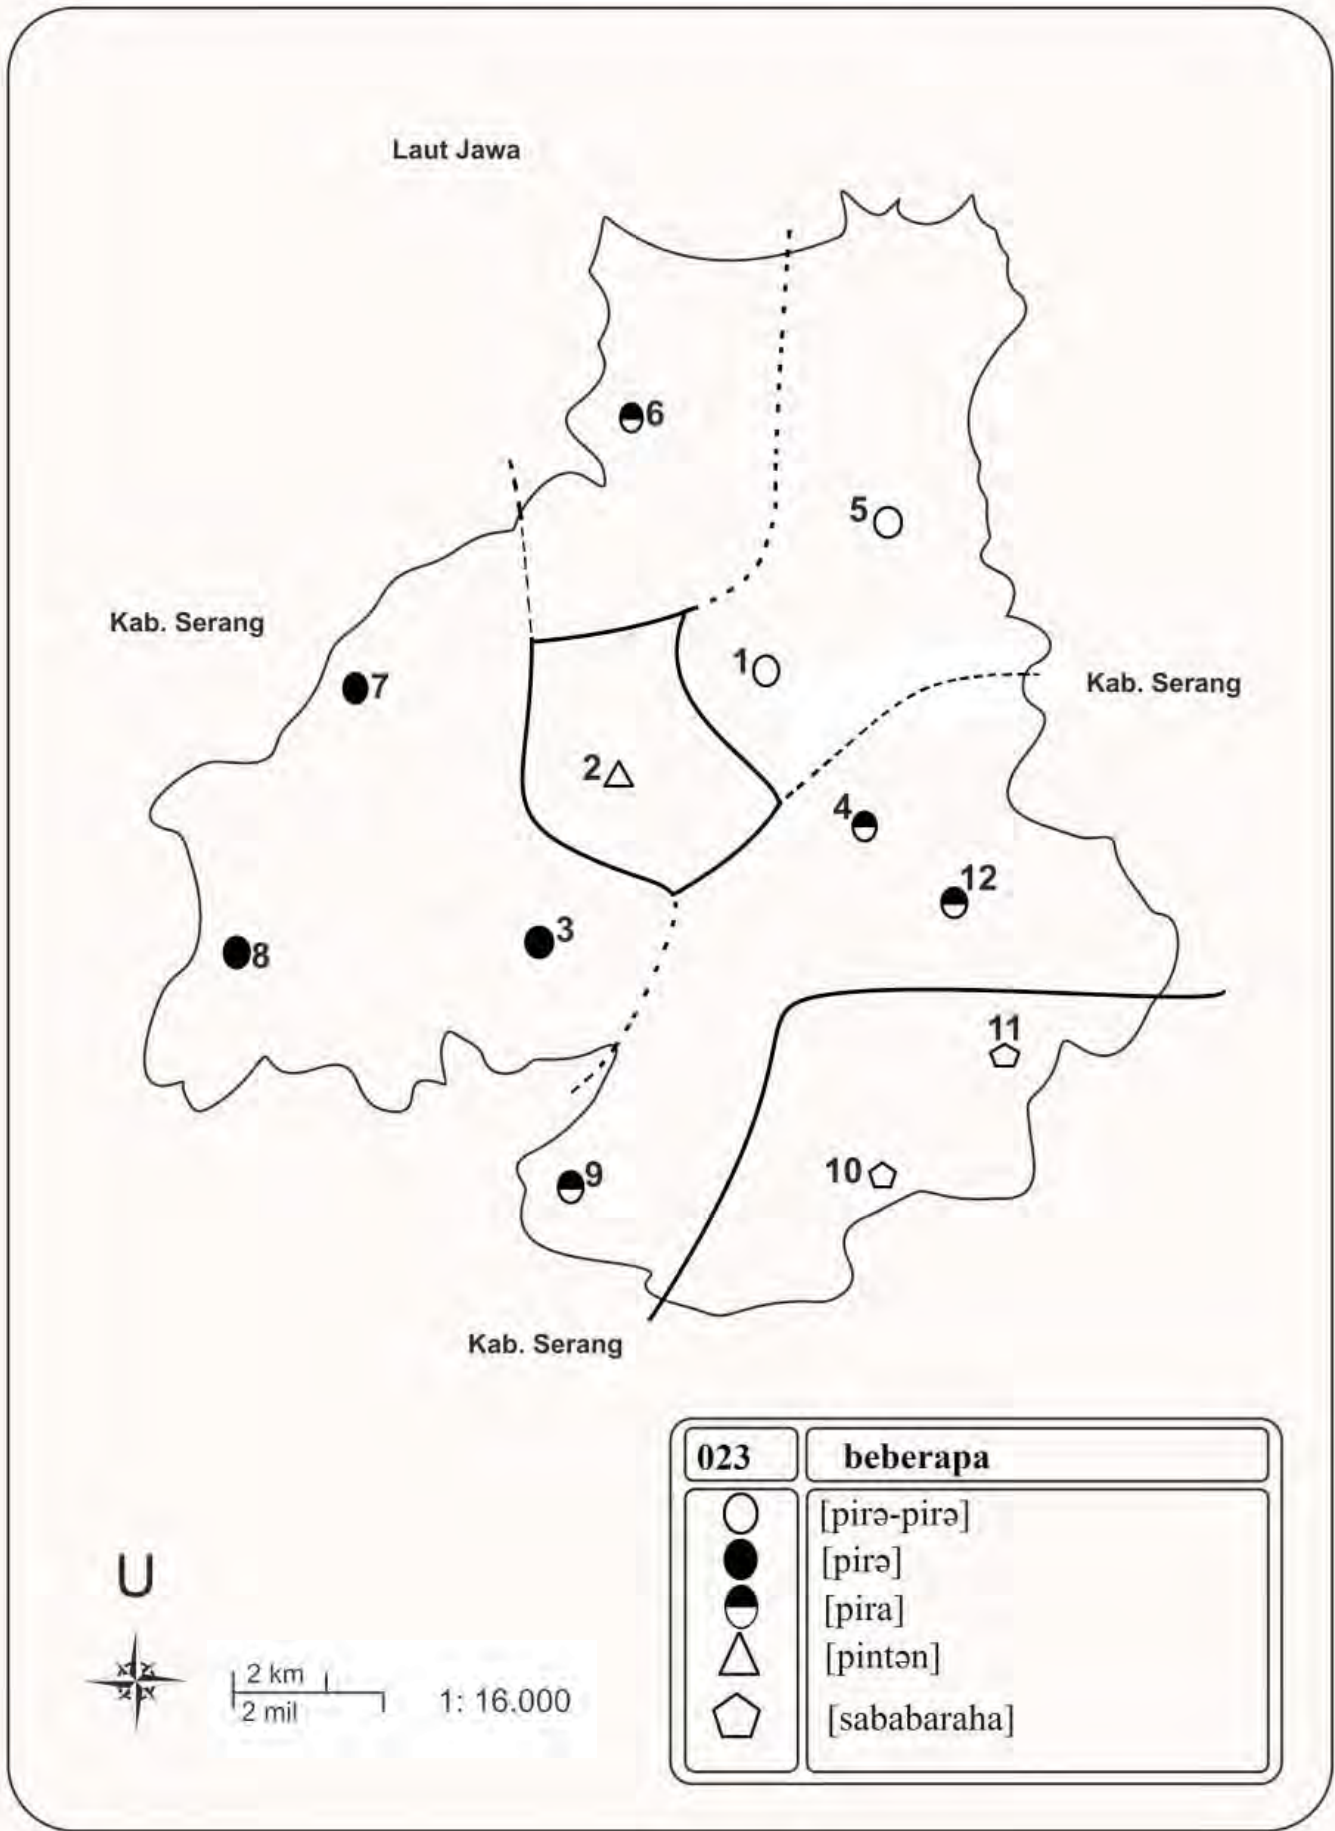 Laut Jawa
6
5
Kab. Serang
1
7
Kab. Serang
2
4
12
3
8
11
10
9
Kab. Serang
023 beberapa
[pirə-pirə]
[pirə]
[pira]
[pintən]
[sababaraha]
U
2 km
2 mil
1: 16.000